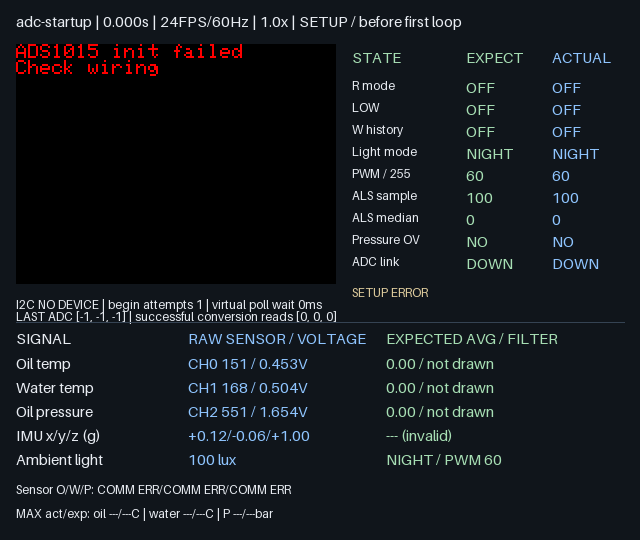 adc-startup | 0.000s | 24FPS/60Hz | 1.0x | SETUP / before first loop
ADS1015 init failed
Check wiring
STATE EXPECT ACTUAL
R mode OFF OFF
LOW OFF OFF
W history OFF OFF
Light mode NIGHT NIGHT
PWM / 255 60 60
ALS sample 100 100
ALS median 0 0
Pressure OV NO NO
ADC link DOWN DOWN
SETUP ERROR
I2C NO DEVICE | begin attempts 1 | virtual poll wait 0ms
LAST ADC [-1, -1, -1] | successful conversion reads [0, 0, 0]
SIGNAL RAW SENSOR / VOLTAGE EXPECTED AVG / FILTER
Oil temp CH0 151 / 0.453V 0.00 / not drawn
Water temp CH1 168 / 0.504V 0.00 / not drawn
Oil pressure CH2 551 / 1.654V 0.00 / not drawn
IMU x/y/z (g) +0.12/-0.06/+1.00 --- (invalid)
Ambient light 100 lux NIGHT / PWM 60
Sensor O/W/P: COMM ERR/COMM ERR/COMM ERR
MAX act/exp: oil ---/---C | water ---/---C | P ---/---bar